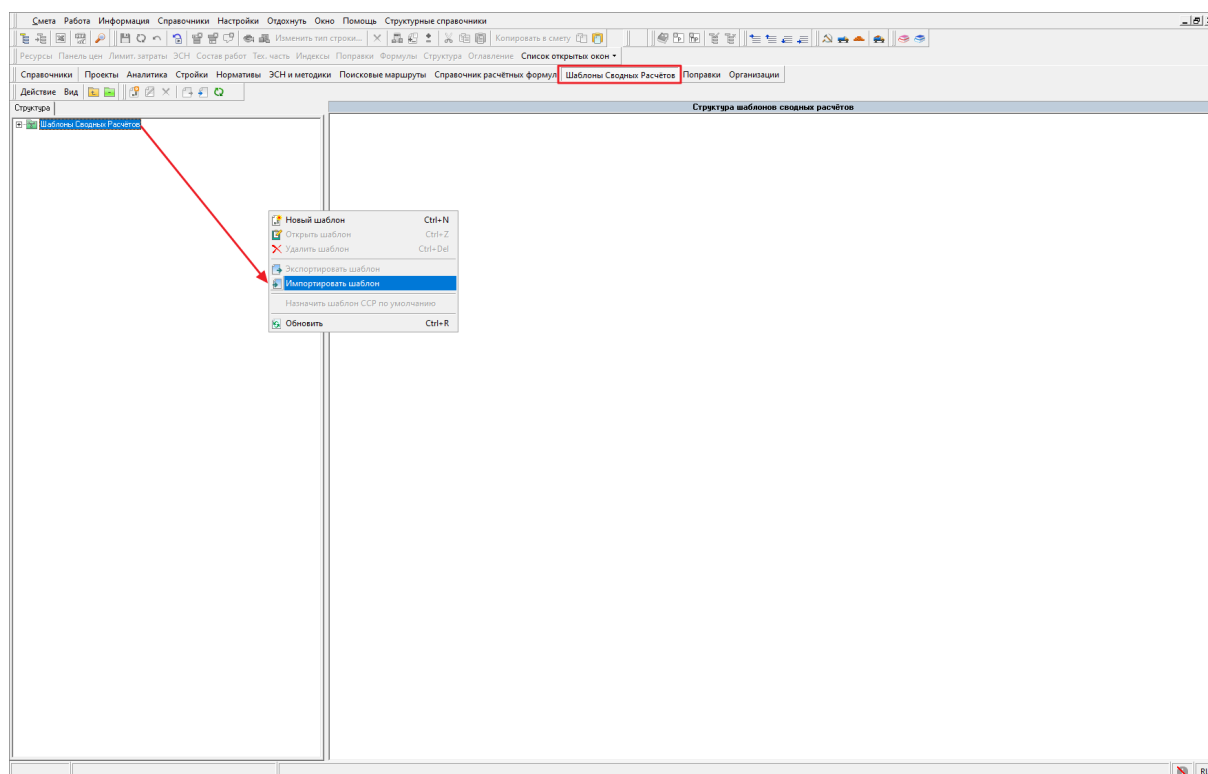 Смета Работа Информация Справочники Настройки Отдохнуть Окно Помощь Структурные справочники
Изменить тип строки... Копировать в смету
Ресурсы Панель цен Лимит. затраты ЭСН Состав работ Тех. часть Индексы Поправки Формулы Структура Оглавление Список открытых окон
Справочники Проекты Аналитика Стройки Нормативы ЭСН и методики Поисковые маршруты Справочник расчётных формул Шаблоны Сводных Расчётов Поправки Организации
Действие Вид
Структура Структура шаблонов сводных расчётов
Шаблоны Сводных Расчётов
Новый шаблон Ctrl+N
Открыть шаблон Ctrl+Z
Удалить шаблон Ctrl+Del
Экспортировать шаблон
Импортировать шаблон
Назначить шаблон ССР по умолчанию
Обновить Ctrl+R